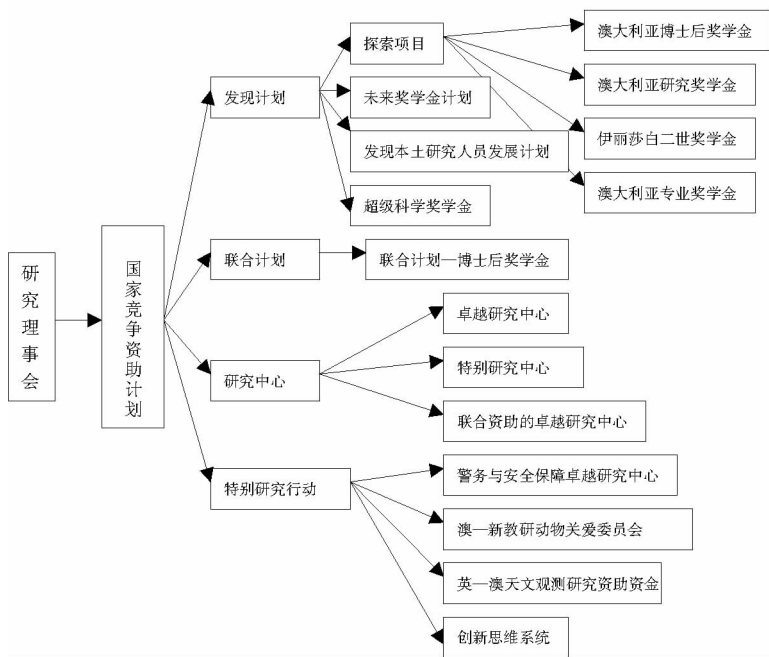 研究理事会
国家竞争资助计划
发现计划
探索项目
澳大利亚博士后奖学金
澳大利亚研究奖学金
伊丽莎白二世奖学金
澳大利亚专业奖学金
未来奖学金计划
发现本土研究人员发展计划
超级科学奖学金
联合计划
联合计划—博士后奖学金
研究中心
卓越研究中心
特别研究中心
联合资助的卓越研究中心
特别研究行动
警务与安全保障卓越研究中心
澳—新教研动物关爱委员会
英—澳天文观测研究资助资金
创新思维系统